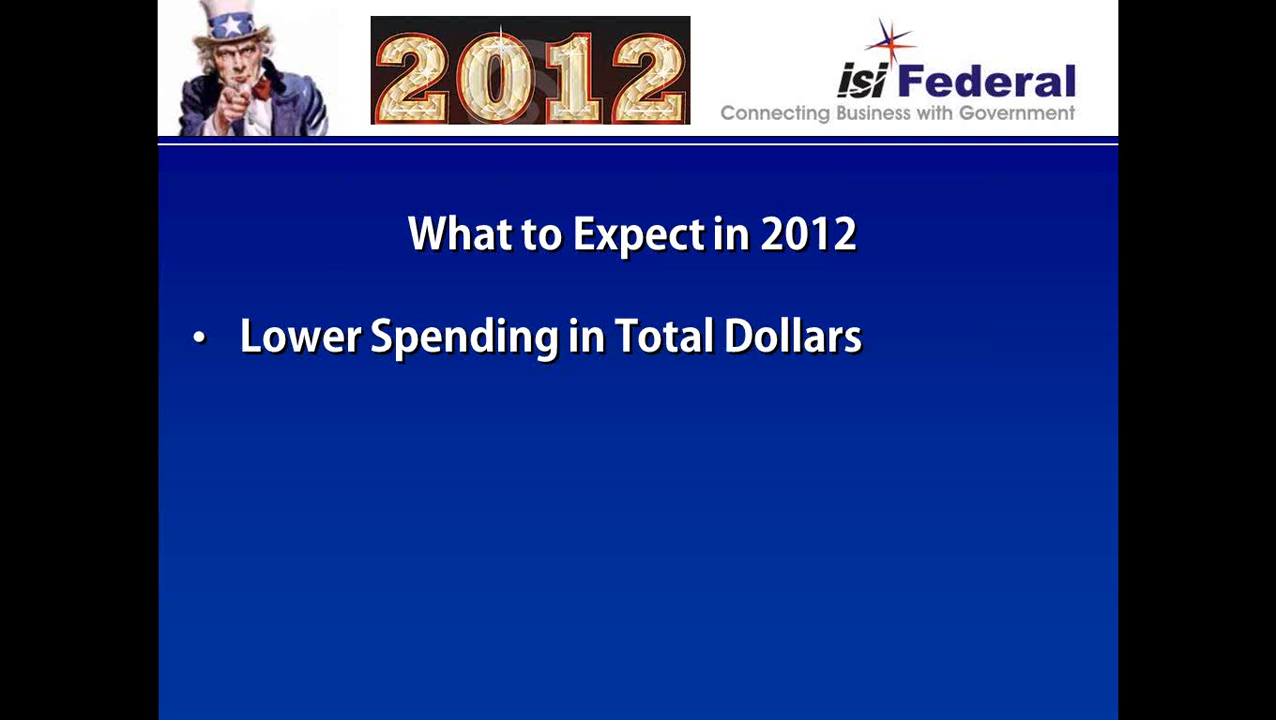 2012
isi Federal
Connecting Business with Government
What to Expect in 2012
• Lower Spending in Total Dollars